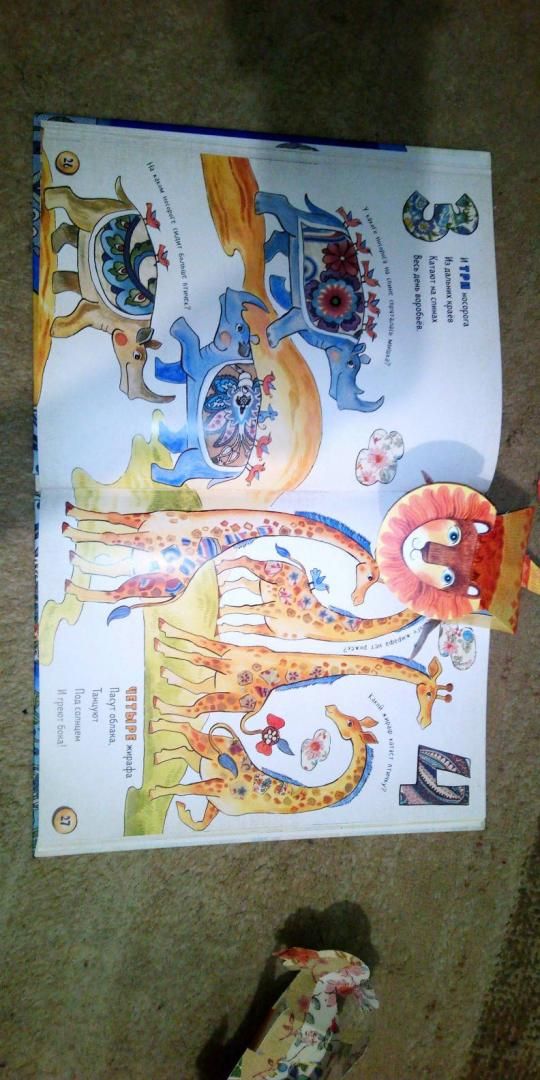 3
И ТРИ носорога
Из дальних краёв
Катают на спинах
Весь день воробьёв.
У какого носорога на спине спряталась мышка?
На каком носороге сидит больше птичек?
26
4
жирафа нет рожек?
Какой жираф катает птичку?
ЧЕТЫРЕ жирафа
Пасут облака,
Танцуют
Под солнцем
И греют бока!
27